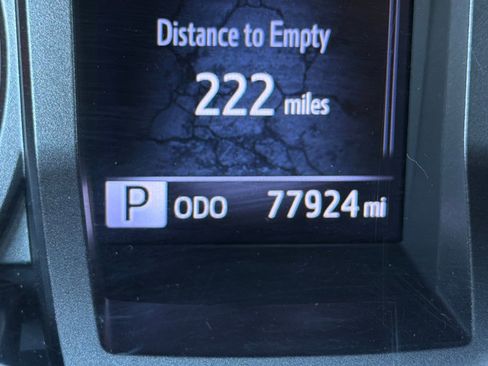 Distance to Empty
222 miles
P ODO 77924 mi